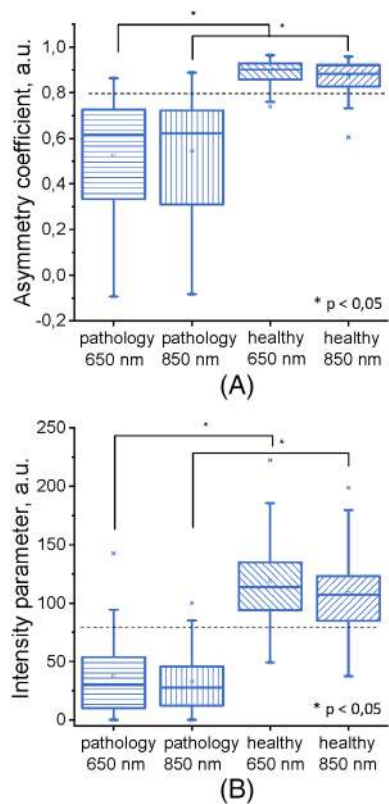 *
*
Asymmetry coefficient, a.u.
1,0
0,8
0,6
0,4
0,2
0,0
-0,2
* p < 0,05
pathology pathology healthy healthy
650 nm 850 nm 650 nm 850 nm
(A)
*
*
Intensity parameter, a.u.
250
200
150
100
50
0
* p < 0,05
pathology pathology healthy healthy
650 nm 850 nm 650 nm 850 nm
(B)